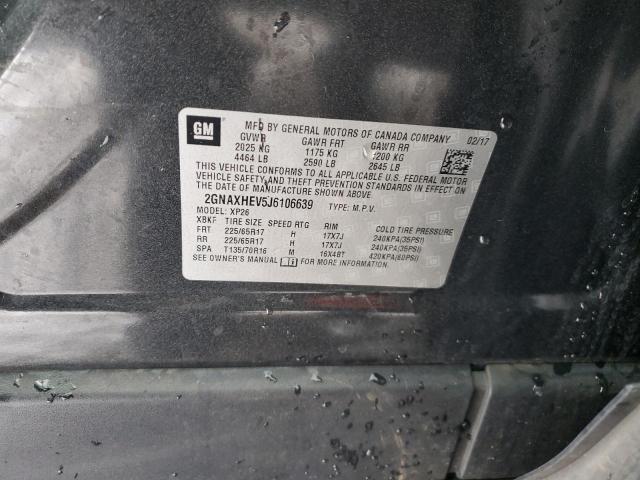 GM
MFD BY GENERAL MOTORS OF CANADA COMPANY 02/17
GVWR GAWR FRT GAWR RR
2025 KG 1175 KG 1200 KG
4464 LB 2590 LB 2645 LB
THIS VEHICLE CONFORMS TO ALL APPLICABLE U.S. FEDERAL MOTOR
VEHICLE SAFETY AND THEFT PREVENTION STANDARDS IN EFFECT ON
THE DATE OF MANUFACTURE SHOWN ABOVE.
2GNAXHEV5J6106639 TYPE: M.P.V.
MODEL: XP26
XBKF TIRE SIZE SPEED RTG RIM COLD TIRE PRESSURE
FRT 225/65R17 H 17X7J 240KPA(35PSI)
RR 225/65R17 H 17X7J 240KPA(35PSI)
SPA T135/70R16 M 16X4BT 420KPA(60PSI)
SEE OWNER'S MANUAL FOR MORE INFORMATION.